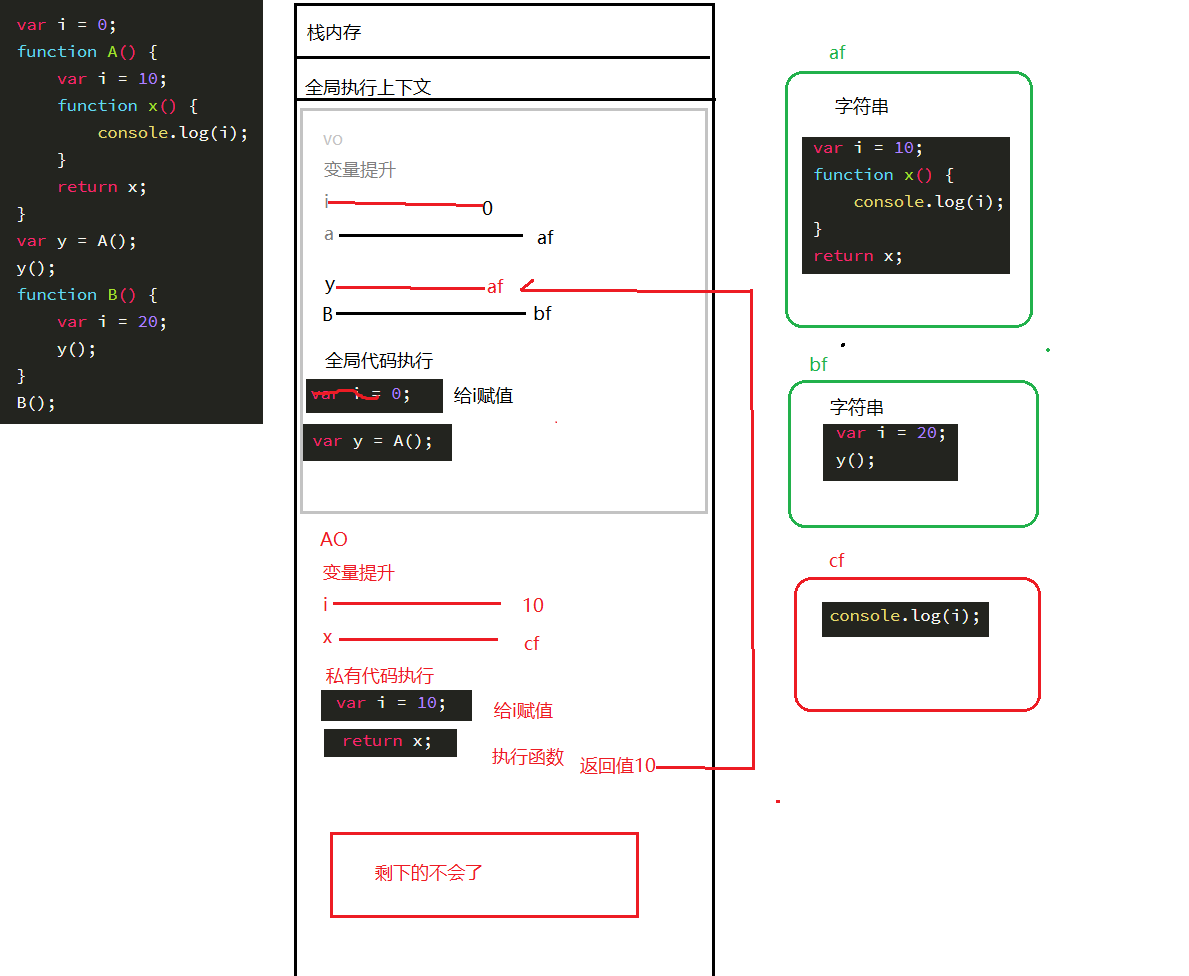 var i = 0;
function A() {
var i = 10;
function x() {
console.log(i);
}
return x;
}
var y = A();
y();
function B() {
var i = 20;
y();
}
B();
栈内存
全局执行上下文
vo
变量提升
i 0
a af
y af
B bf
全局代码执行
var i = 0; 给i赋值
var y = A();
AO
变量提升
i 10
x cf
私有代码执行
var i = 10; 给i赋值
return x; 执行函数 返回值10
剩下的不会了
af
字符串
var i = 10;
function x() {
console.log(i);
}
return x;
bf
字符串
var i = 20;
y();
cf
console.log(i);